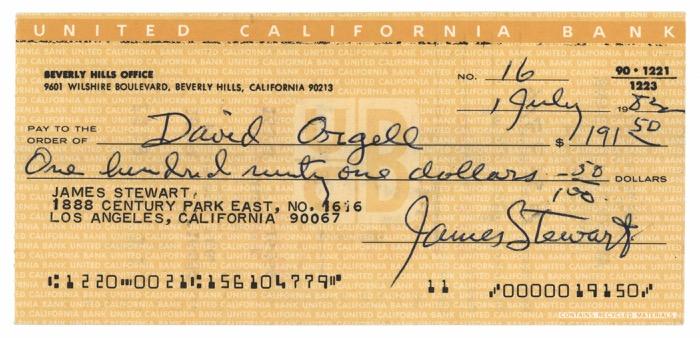 UNITED CALIFORNIA BANK
BEVERLY HILLS OFFICE
9601 WILSHIRE BOULEVARD, BEVERLY HILLS, CALIFORNIA 90213
NO. 16
90-1221
1223
1 July 1982
PAY TO THE
ORDER OF David Orgell $ 191 50
One hundred ninety one dollars - 50/100 DOLLARS
JAMES STEWART
1888 CENTURY PARK EAST, NO. 1616
LOS ANGELES, CALIFORNIA 90067
James Stewart
⑆1220⑉0021⑆156104779⑈ 11 ⑇0000019150⑇
CONTAINS RECYCLED MATERIALS